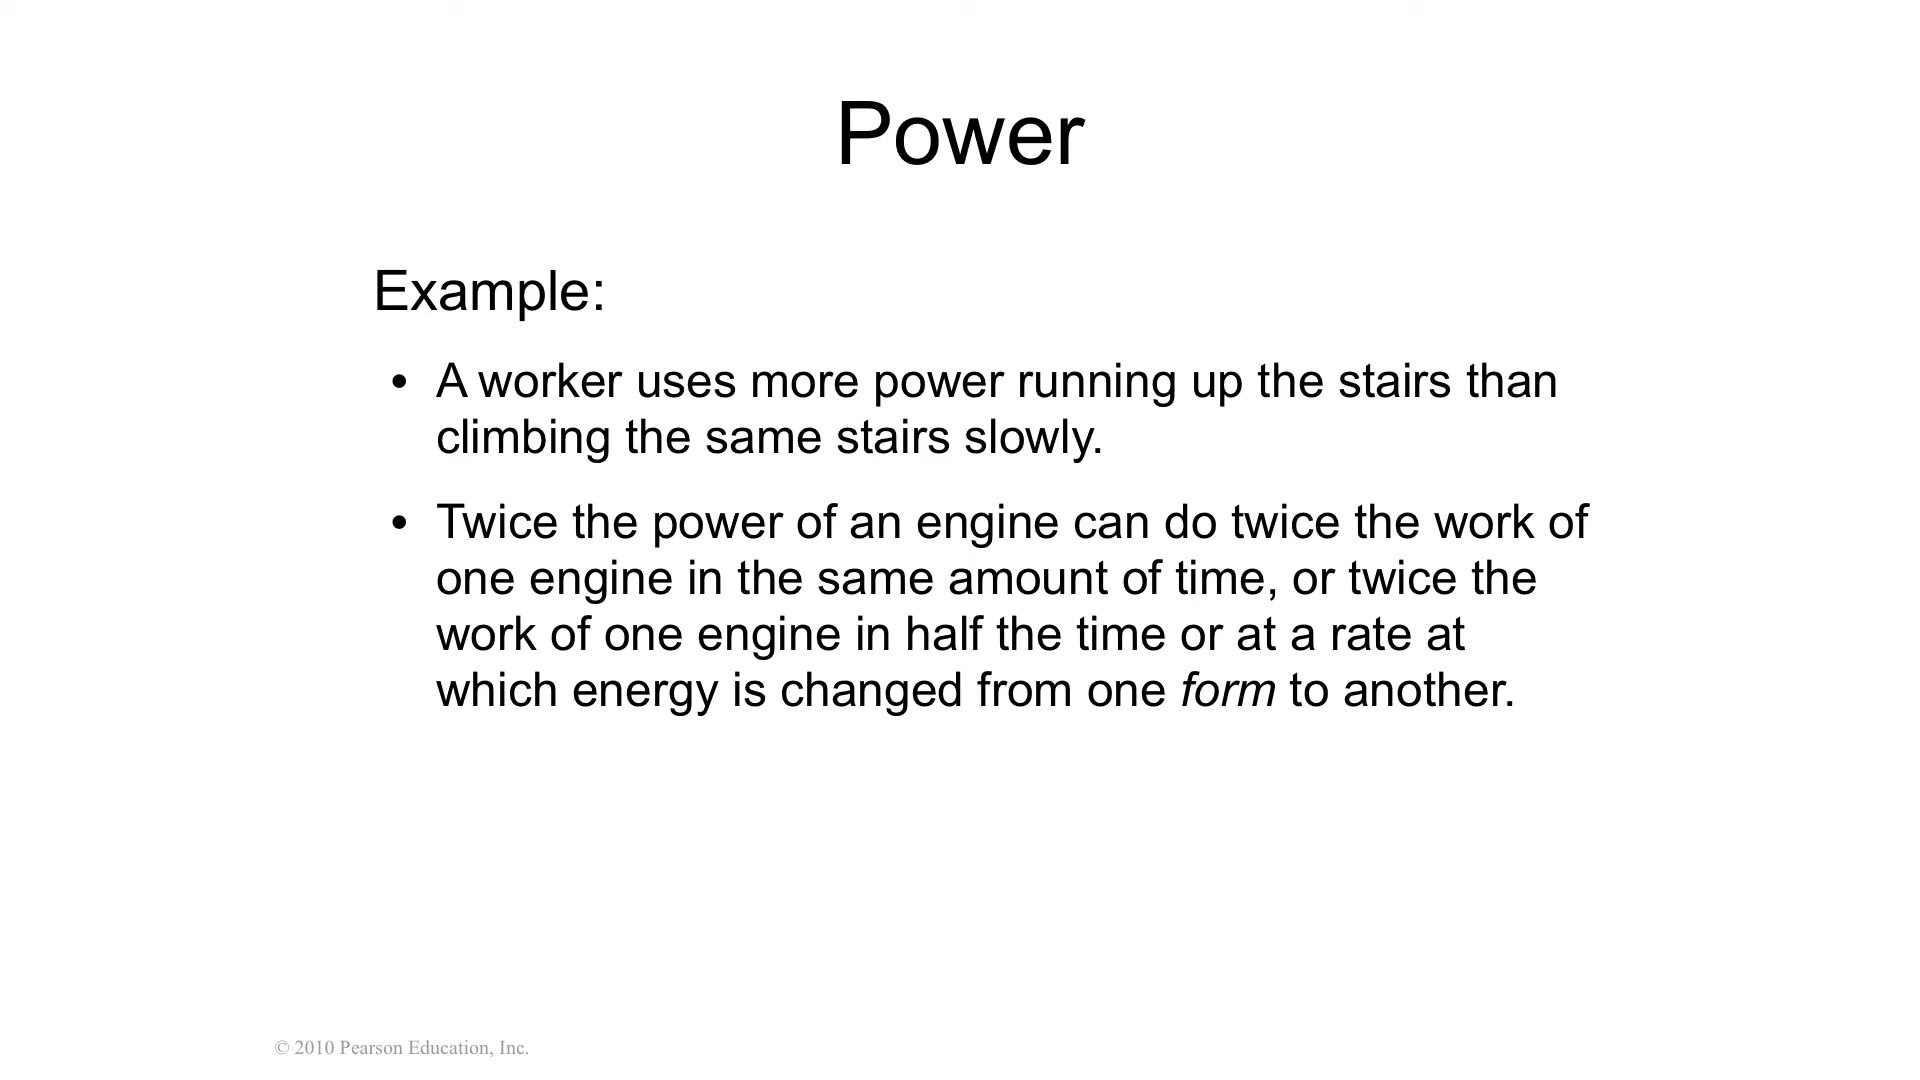 Power
Example:
• A worker uses more power running up the stairs than
climbing the same stairs slowly.
• Twice the power of an engine can do twice the work of
one engine in the same amount of time, or twice the
work of one engine in half the time or at a rate at
which energy is changed from one form to another.
© 2010 Pearson Education, Inc.